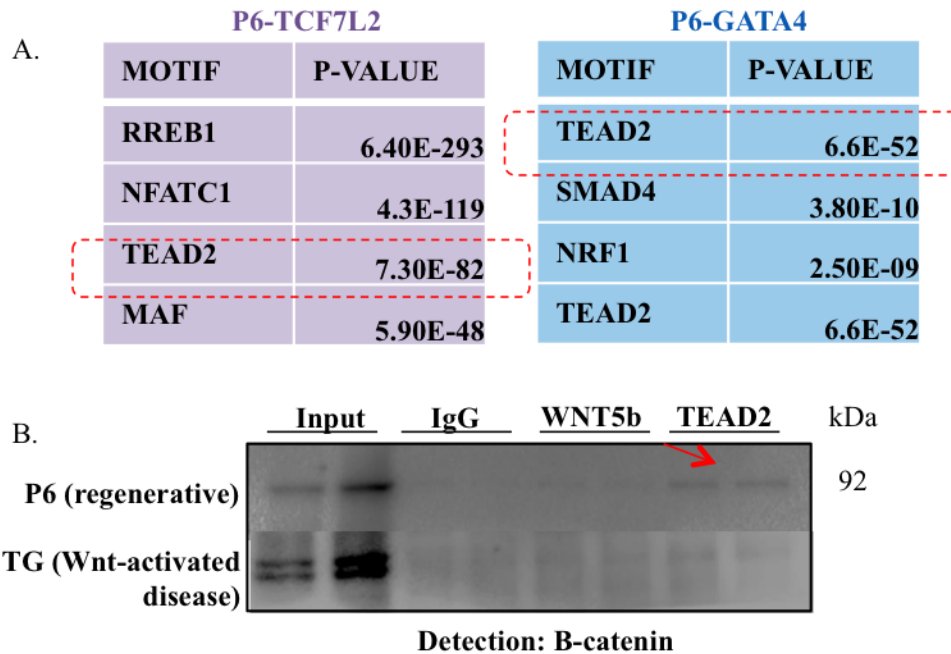 P6-TCF7L2
P6-GATA4
A.
MOTIF P-VALUE
RREB1 6.40E-293
NFATC1 4.3E-119
TEAD2 7.30E-82
MAF 5.90E-48
MOTIF P-VALUE
TEAD2 6.6E-52
SMAD4 3.80E-10
NRF1 2.50E-09
TEAD2 6.6E-52
B.
Input IgG WNT5b TEAD2 kDa
P6 (regenerative) 92
TG (Wnt-activated
disease)
Detection: B-catenin